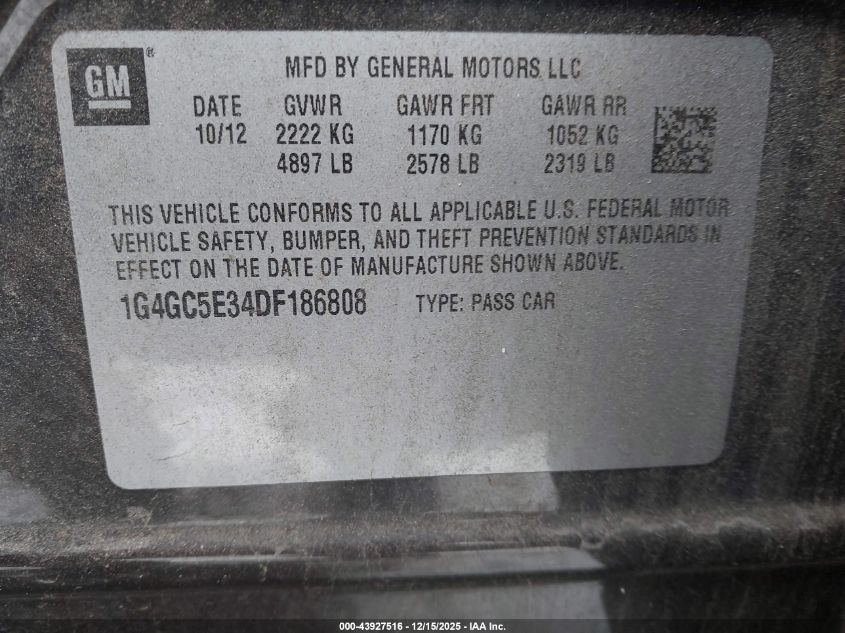 GM®
MFD BY GENERAL MOTORS LLC
DATE GVWR GAWR FRT GAWR RR
10/12 2222 KG 1170 KG 1052 KG
4897 LB 2578 LB 2319 LB
THIS VEHICLE CONFORMS TO ALL APPLICABLE U.S. FEDERAL MOTOR
VEHICLE SAFETY, BUMPER, AND THEFT PREVENTION STANDARDS IN
EFFECT ON THE DATE OF MANUFACTURE SHOWN ABOVE.
1G4GC5E34DF186808 TYPE: PASS CAR
000-43927516 - 12/15/2025 - IAA Inc.